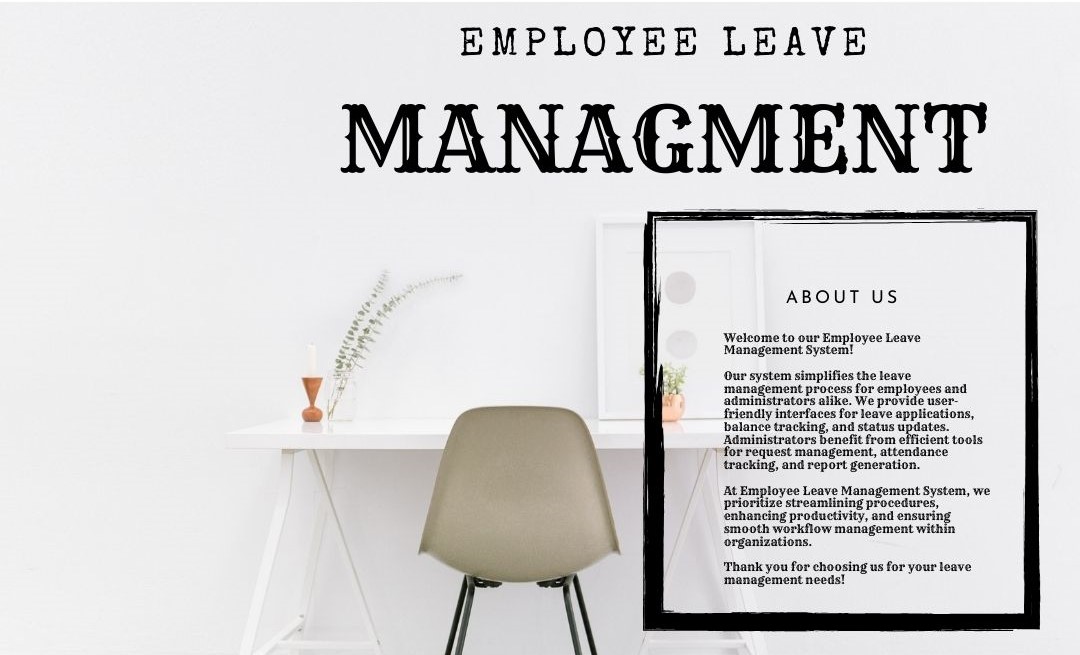 EMPLOYEE LEAVE
MANAGMENT
ABOUT US
Welcome to our Employee Leave
Management System!
Our system simplifies the leave
management process for employees and
administrators alike. We provide user-
friendly interfaces for leave applications,
balance tracking, and status updates.
Administrators benefit from efficient tools
for request management, attendance
tracking, and report generation.
At Employee Leave Management System, we
prioritize streamlining procedures,
enhancing productivity, and ensuring
smooth workflow management within
organizations.
Thank you for choosing us for your leave
management needs!